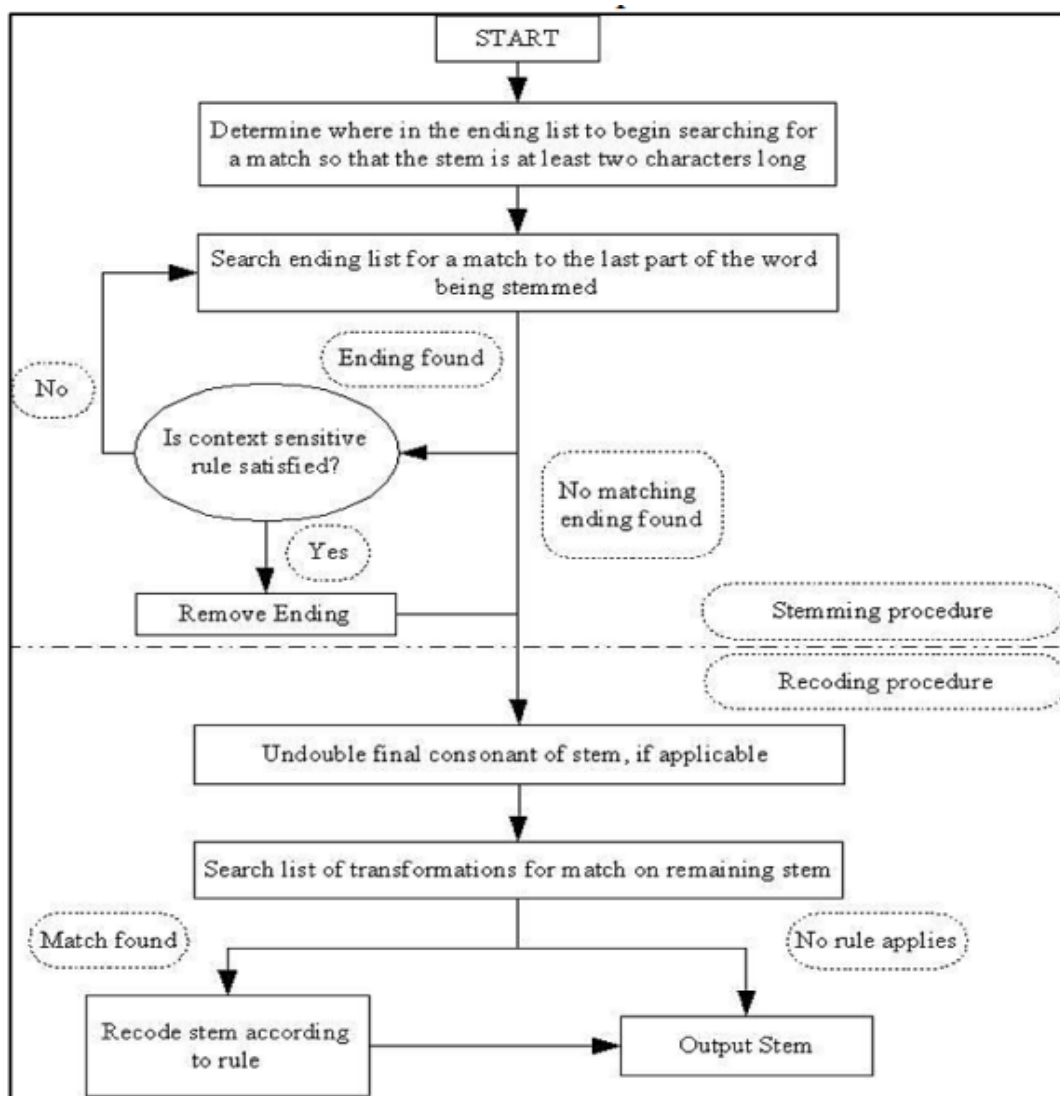 START
Determine where in the ending list to begin searching for
a match so that the stem is at least two characters long
Search ending list for a match to the last part of the word
being stemmed
Ending found
No
Is context sensitive
rule satisfied?
No matching
ending found
Yes
Remove Ending
Stemming procedure
Recoding procedure
Undouble final consonant of stem, if applicable
Search list of transformations for match on remaining stem
Match found
No rule applies
Recode stem according
to rule
Output Stem